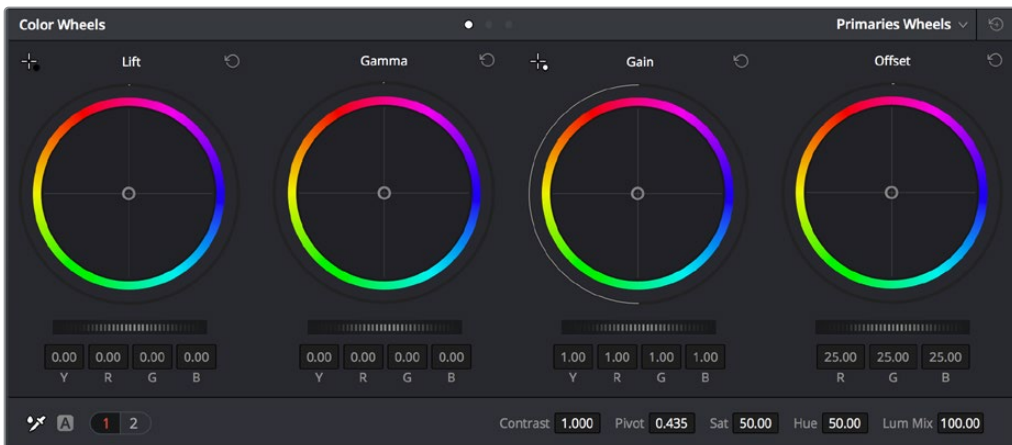 Color Wheels Primaries Wheels
Lift Gamma Gain Offset
0.00 0.00 0.00 0.00 0.00 0.00 0.00 0.00 1.00 1.00 1.00 1.00 25.00 25.00 25.00
Y R G B Y R G B Y R G B R G B
A 1 2 Contrast 1.000 Pivot 0.435 Sat 50.00 Hue 50.00 Lum Mix 100.00